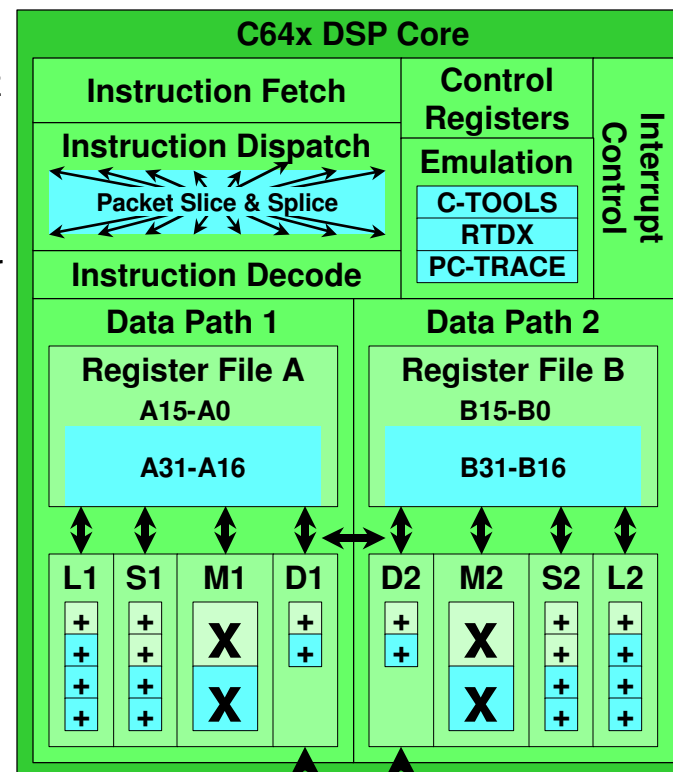 C64x DSP Core
Instruction Fetch
Control
Registers
Interrupt
Control
Instruction Dispatch
Packet Slice & Splice
Emulation
C-TOOLS
RTDX
PC-TRACE
Instruction Decode
Data Path 1
Data Path 2
Register File A
A15-A0
A31-A16
Register File B
B15-B0
B31-B16
L1 S1 M1 D1 D2 M2 S2 L2
+ + X + + X + +
+ + + + + +
+ + X X + +
+ + + +